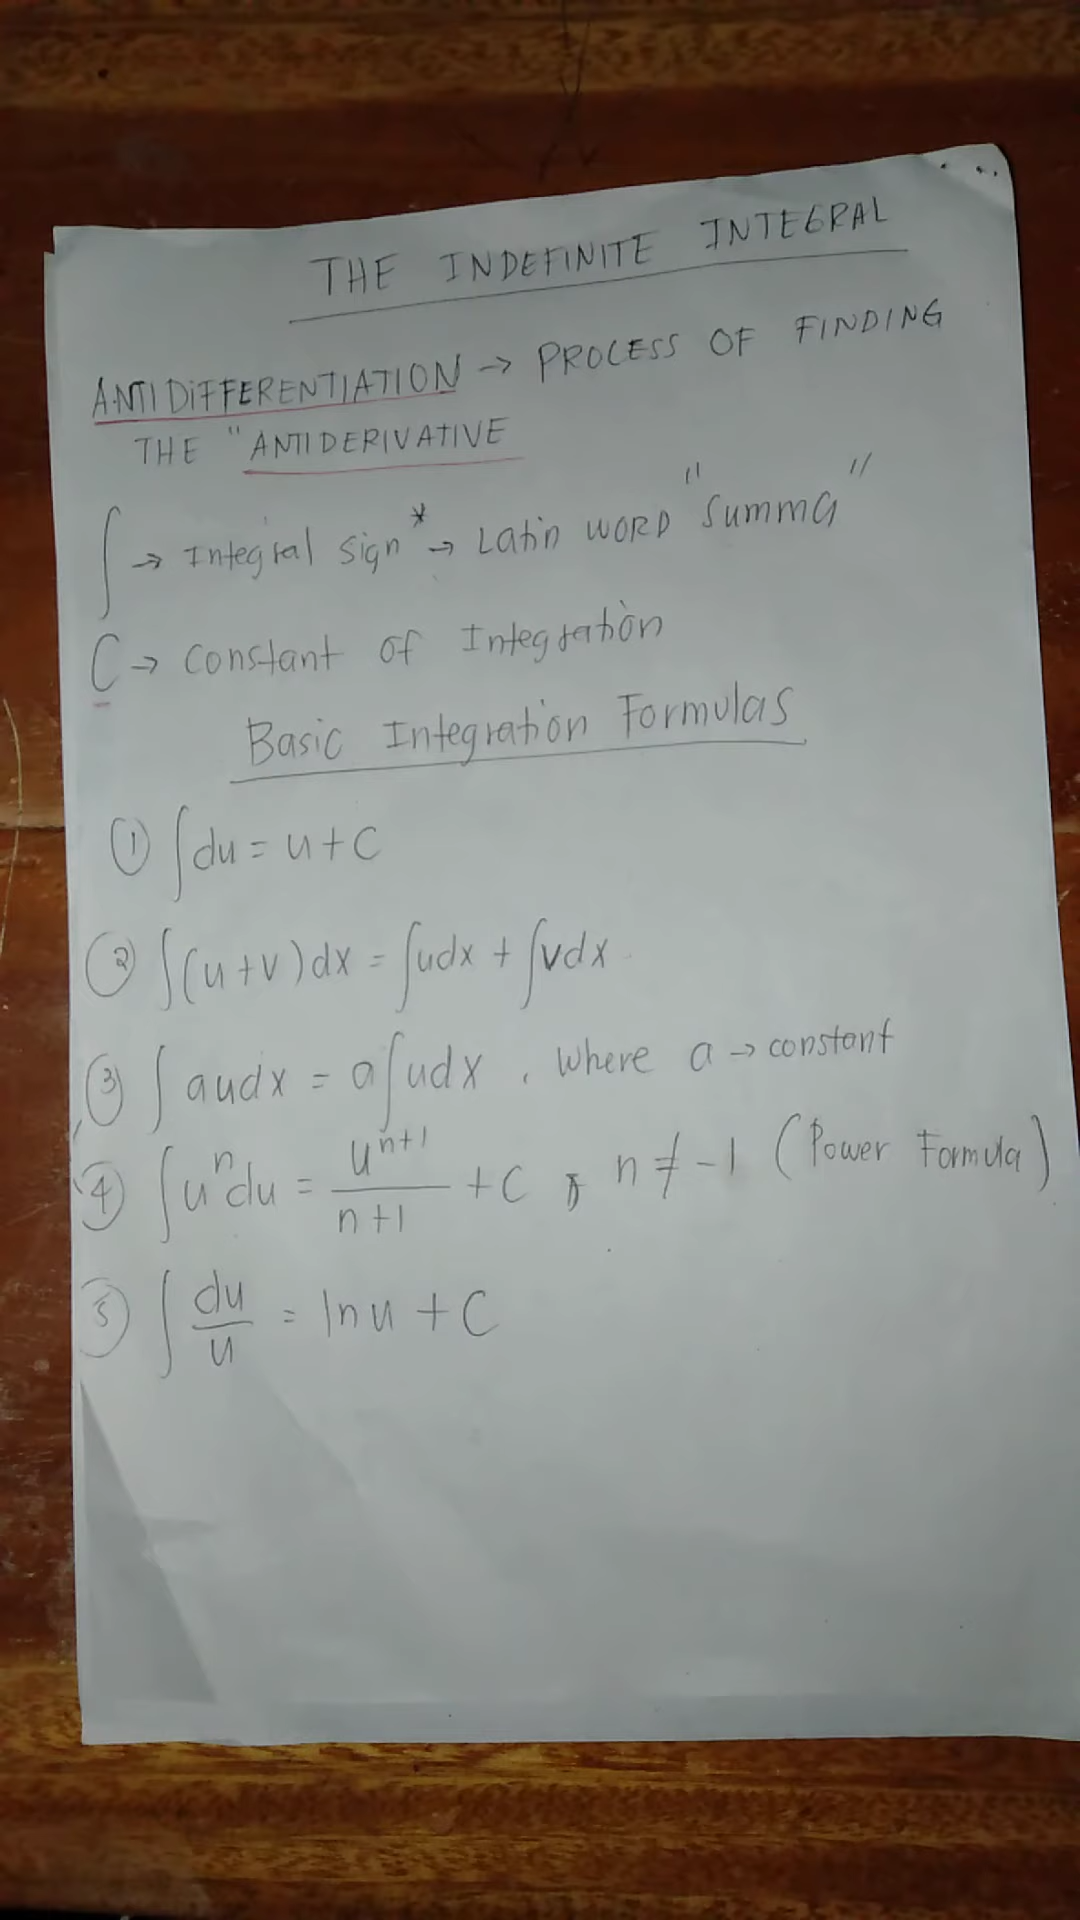 THE INDEFINITE INTEGRAL
ANTIDIFFERENTIATION → PROCESS OF FINDING
THE "ANTIDERIVATIVE
∫ → Integral sign* → Latin WORD "Summa"
C → Constant of Integration
Basic Integration Formulas
① ∫du = u+C
② ∫(u+v)dx = ∫udx + ∫vdx
③ ∫audx = a∫udx, where a → constant
④ ∫uⁿdu = uⁿ⁺¹/n+1 + C, n ≠ -1 (Power Formula)
⑤ ∫du/u = ln u + C